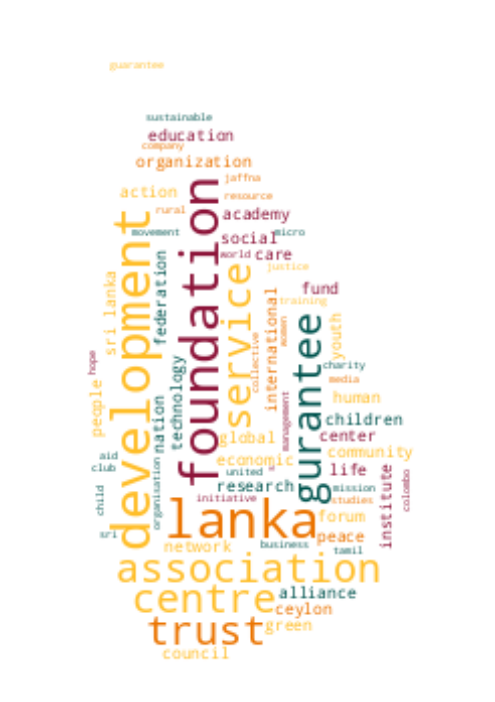 guarantee
sustainable
education
company
organization
jaffna
action
resource
rural
academy
movement
social
micro
world
care
justice
foundation
development
service
federation
sri lanka
international
training
fund
women
youth
gurantee
collective
technology
hope
charity
media
people
human
management
nation
children
global
center
community
aid
economic
club
united
s
life
research
mission
institute
colombo
child
organisation
initiative
studies
lanka
forum
sri
peace
network
business
tamil
association
centre
alliance
ceylon
trust
green
council